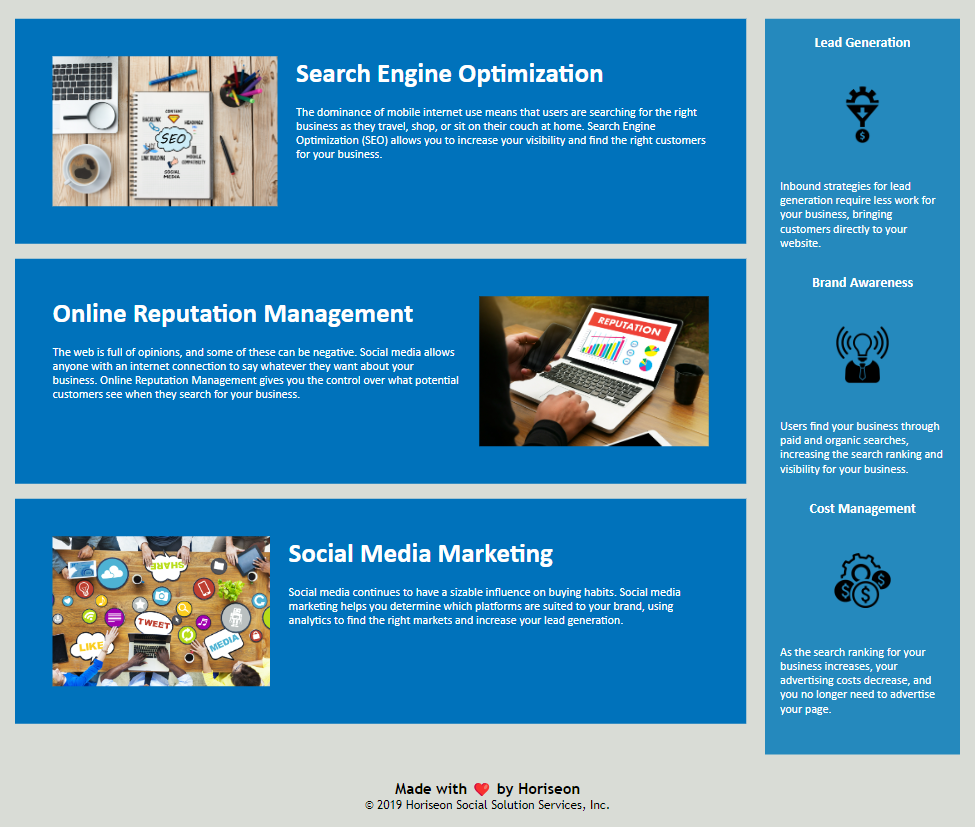 Search Engine Optimization
The dominance of mobile internet use means that users are searching for the right
business as they travel, shop, or sit on their couch at home. Search Engine
Optimization (SEO) allows you to increase your visibility and find the right customers
for your business.
CONTENT
BACKLINK
SEO
LINK BUILDING
SOCIAL
MEDIA
Online Reputation Management
The web is full of opinions, and some of these can be negative. Social media allows
anyone with an internet connection to say whatever they want about your
business. Online Reputation Management gives you the control over what potential
customers see when they search for your business.
REPUTATION
Social Media Marketing
Social media continues to have a sizable influence on buying habits. Social media
marketing helps you determine which platforms are suited to your brand, using
analytics to find the right markets and increase your lead generation.
SHARE
TWEET
LIKE
MEDIA
Lead Generation
Inbound strategies for lead
generation require less work for
your business, bringing
customers directly to your
website.
Brand Awareness
Users find your business through
paid and organic searches,
increasing the search ranking and
visibility for your business.
Cost Management
As the search ranking for your
business increases, your
advertising costs decrease, and
you no longer need to advertise
your page.
Made with ❤️ by Horiseon
© 2019 Horiseon Social Solution Services, Inc.